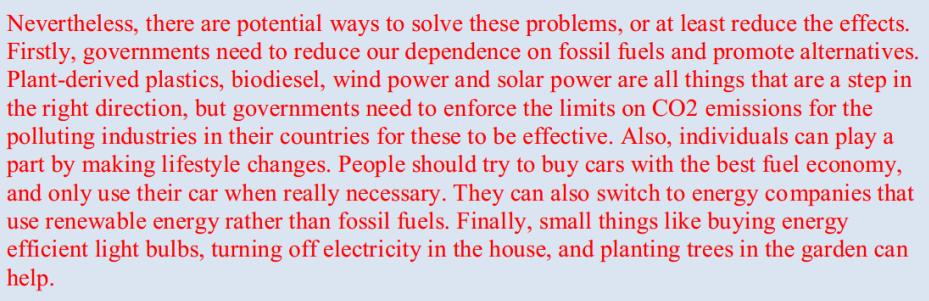 Nevertheless, there are potential ways to solve these problems, or at least reduce the effects.
Firstly, governments need to reduce our dependence on fossil fuels and promote alternatives.
Plant-derived plastics, biodiesel, wind power and solar power are all things that are a step in
the right direction, but governments need to enforce the limits on CO2 emissions for the
polluting industries in their countries for these to be effective. Also, individuals can play a
part by making lifestyle changes. People should try to buy cars with the best fuel economy,
and only use their car when really necessary. They can also switch to energy companies that
use renewable energy rather than fossil fuels. Finally, small things like buying energy
efficient light bulbs, turning off electricity in the house, and planting trees in the garden can
help.